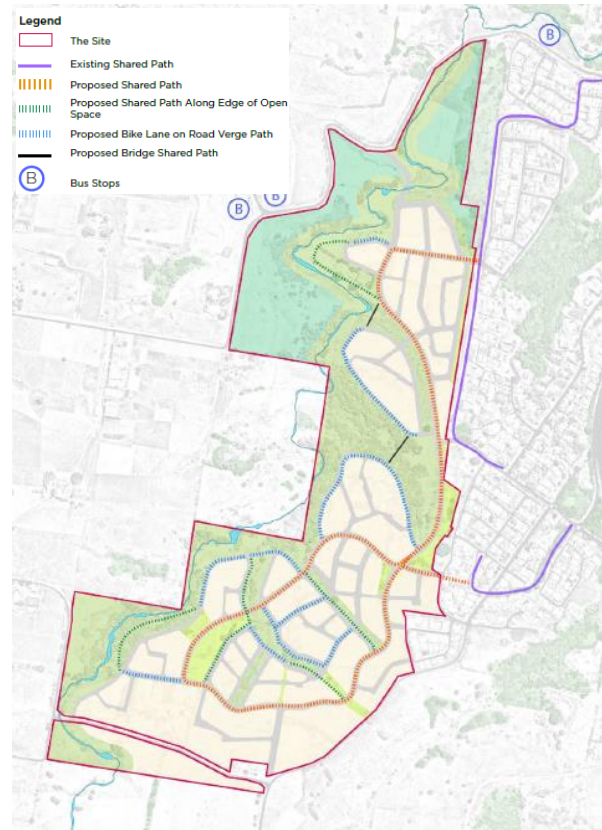 Legend
The Site
Existing Shared Path
Proposed Shared Path
Proposed Shared Path Along Edge of Open
Space
Proposed Bike Lane on Road Verge Path
Proposed Bridge Shared Path
B
Bus Stops
B
B
B